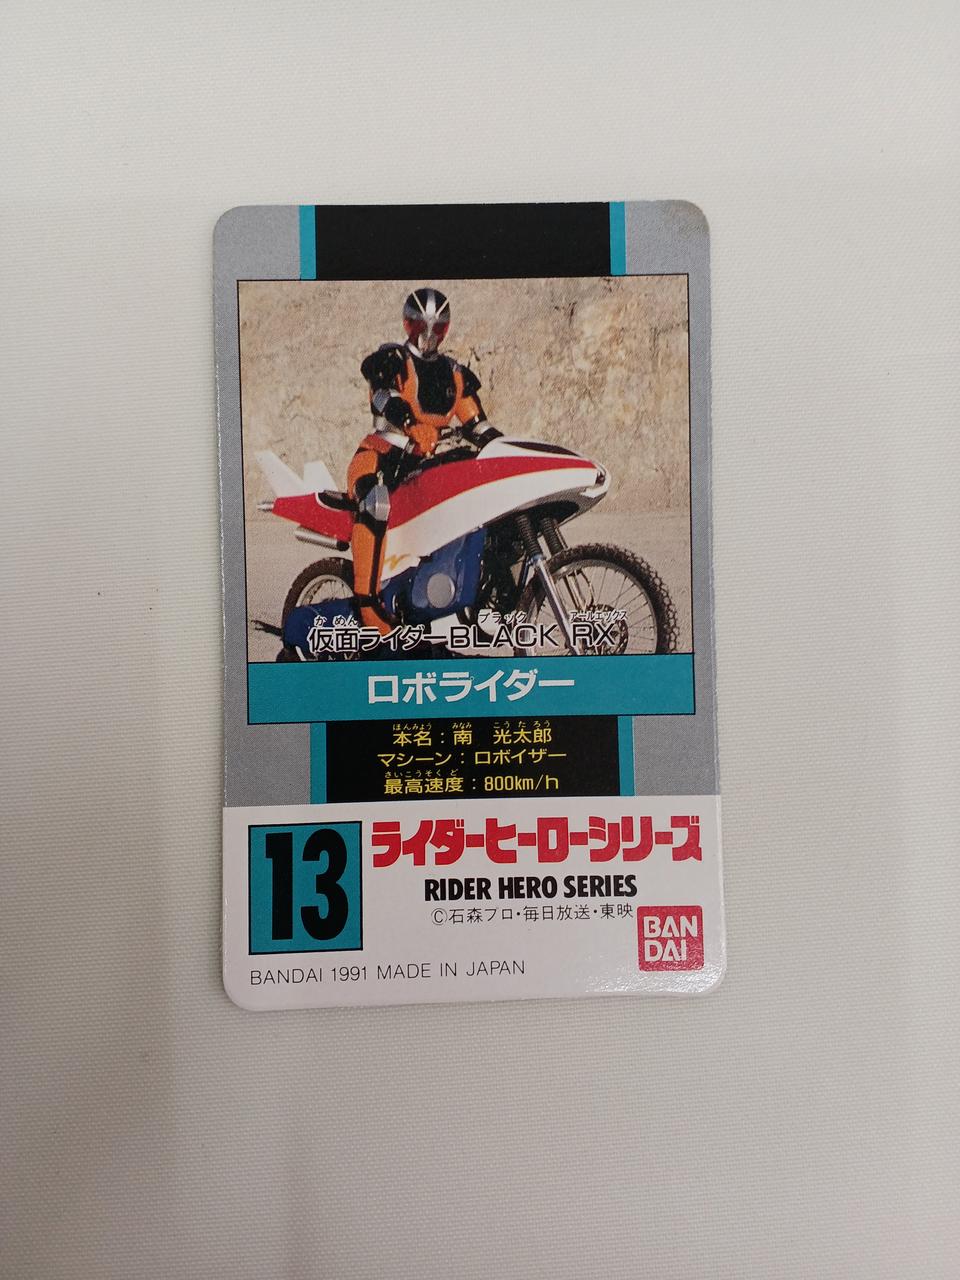 かめん ブラック アールエックス
仮面ライダーBLACK RX
ロボライダー
ほんみょう みなみ こうたろう
本名：南 光太郎
マシーン：ロボイザー
さいこうそくど
最高速度：800km/h
13
ライダーヒーローシリーズ
RIDER HERO SERIES
©石森プロ・毎日放送・東映
BAN
DAI
BANDAI 1991 MADE IN JAPAN